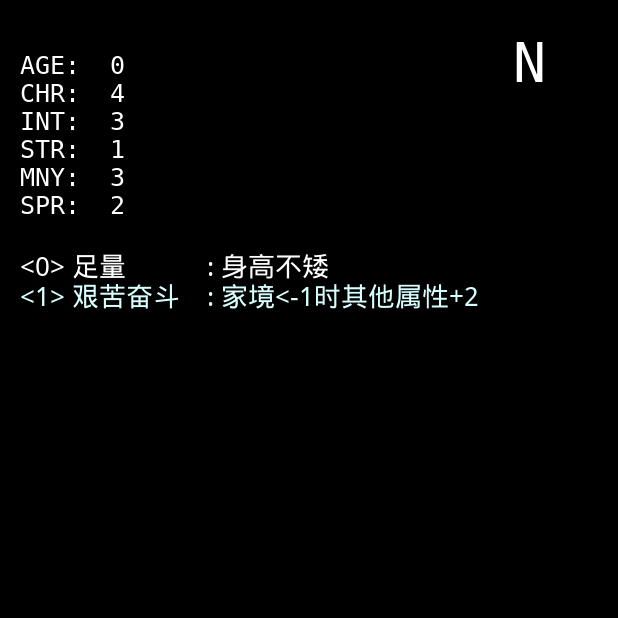 N
AGE: 0
CHR: 4
INT: 3
STR: 1
MNY: 3
SPR: 2
<0> 足量 : 身高不矮
<1> 艰苦奋斗 : 家境<-1时其他属性+2